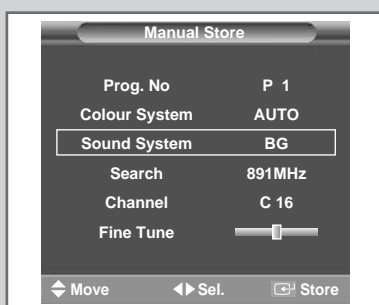 Manual Store
Prog. No P 1
Colour System AUTO
Sound System BG
Search 891MHz
Channel C 16
Fine Tune
Move Sel. Store